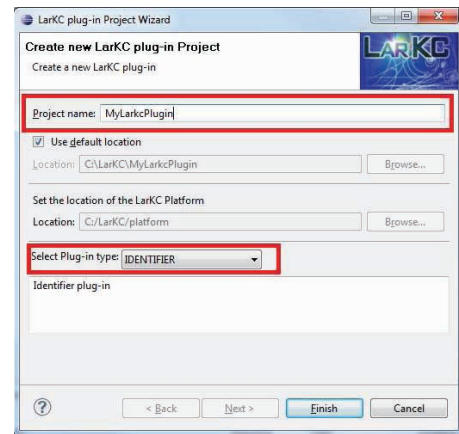 LarKC plug-in Project Wizard
Create new LarKC plug-in Project
Create a new LarKC plug-in
LARKC
Project name: MyLarkcPlugin
Use default location
Location: C:\LarKC\MyLarkcPlugin Browse...
Set the location of the LarKC Platform
Location: C:/LarKC/platform Browse...
Select Plug-in type: IDENTIFIER
Identifier plug-in
? < Back Next > Finish Cancel